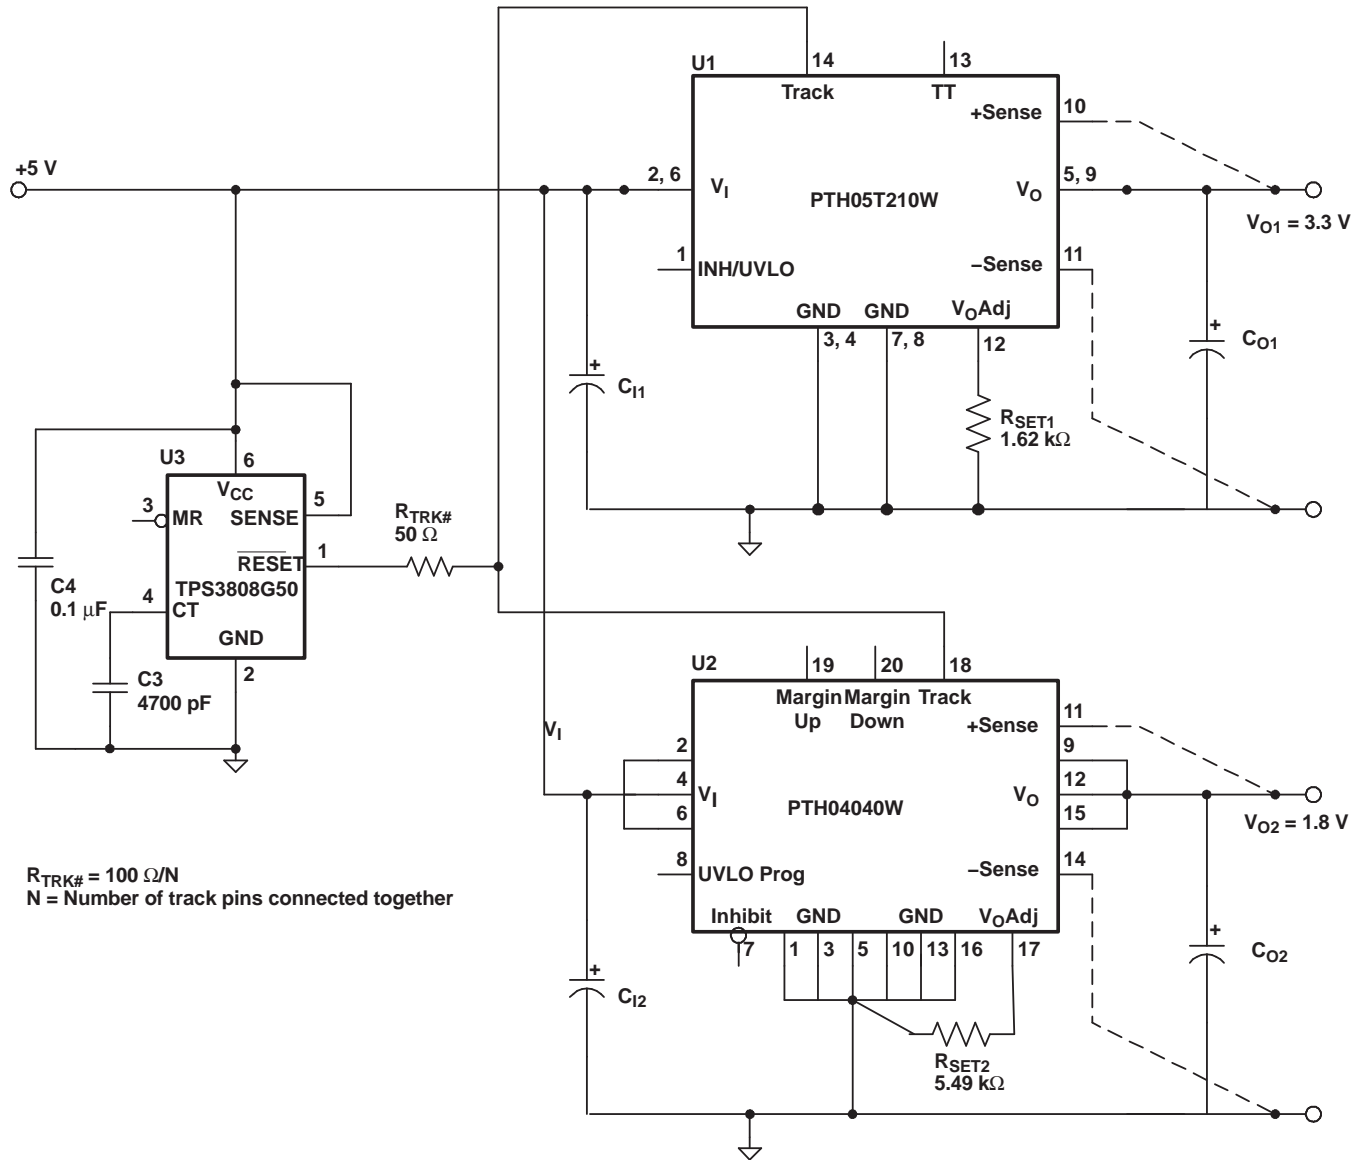 U1
14
Track
13
TT
+Sense
10
+5 V
2, 6
VI
PTH05T210W
VO
5, 9
VO1 = 3.3 V
1
INH/UVLO
–Sense
11
GND
GND
VOAdj
3, 4
7, 8
12
+
CI1
+
CO1
RSET1
1.62 kΩ
U3
6
VCC
3
MR
SENSE
5
RTRK#
50 Ω
RESET
1
TPS3808G50
C4
0.1 μF
4
CT
GND
2
C3
4700 pF
VI
U2
19
20
18
Margin Up
Margin Down
Track
+Sense
11
2
9
4
VI
PTH04040W
VO
12
6
15
VO2 = 1.8 V
8
UVLO Prog
–Sense
14
Inhibit
GND
GND
VOAdj
7
1
3
5
10
13
16
17
+
CI2
+
CO2
RSET2
5.49 kΩ
RTRK# = 100 Ω/N
N = Number of track pins connected together